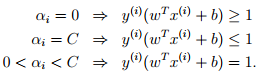 αᵢ = 0 ⇒ y⁽ⁱ⁾(wᵀx⁽ⁱ⁾ + b) ≥ 1
αᵢ = C ⇒ y⁽ⁱ⁾(wᵀx⁽ⁱ⁾ + b) ≤ 1
0 < αᵢ < C ⇒ y⁽ⁱ⁾(wᵀx⁽ⁱ⁾ + b) = 1.